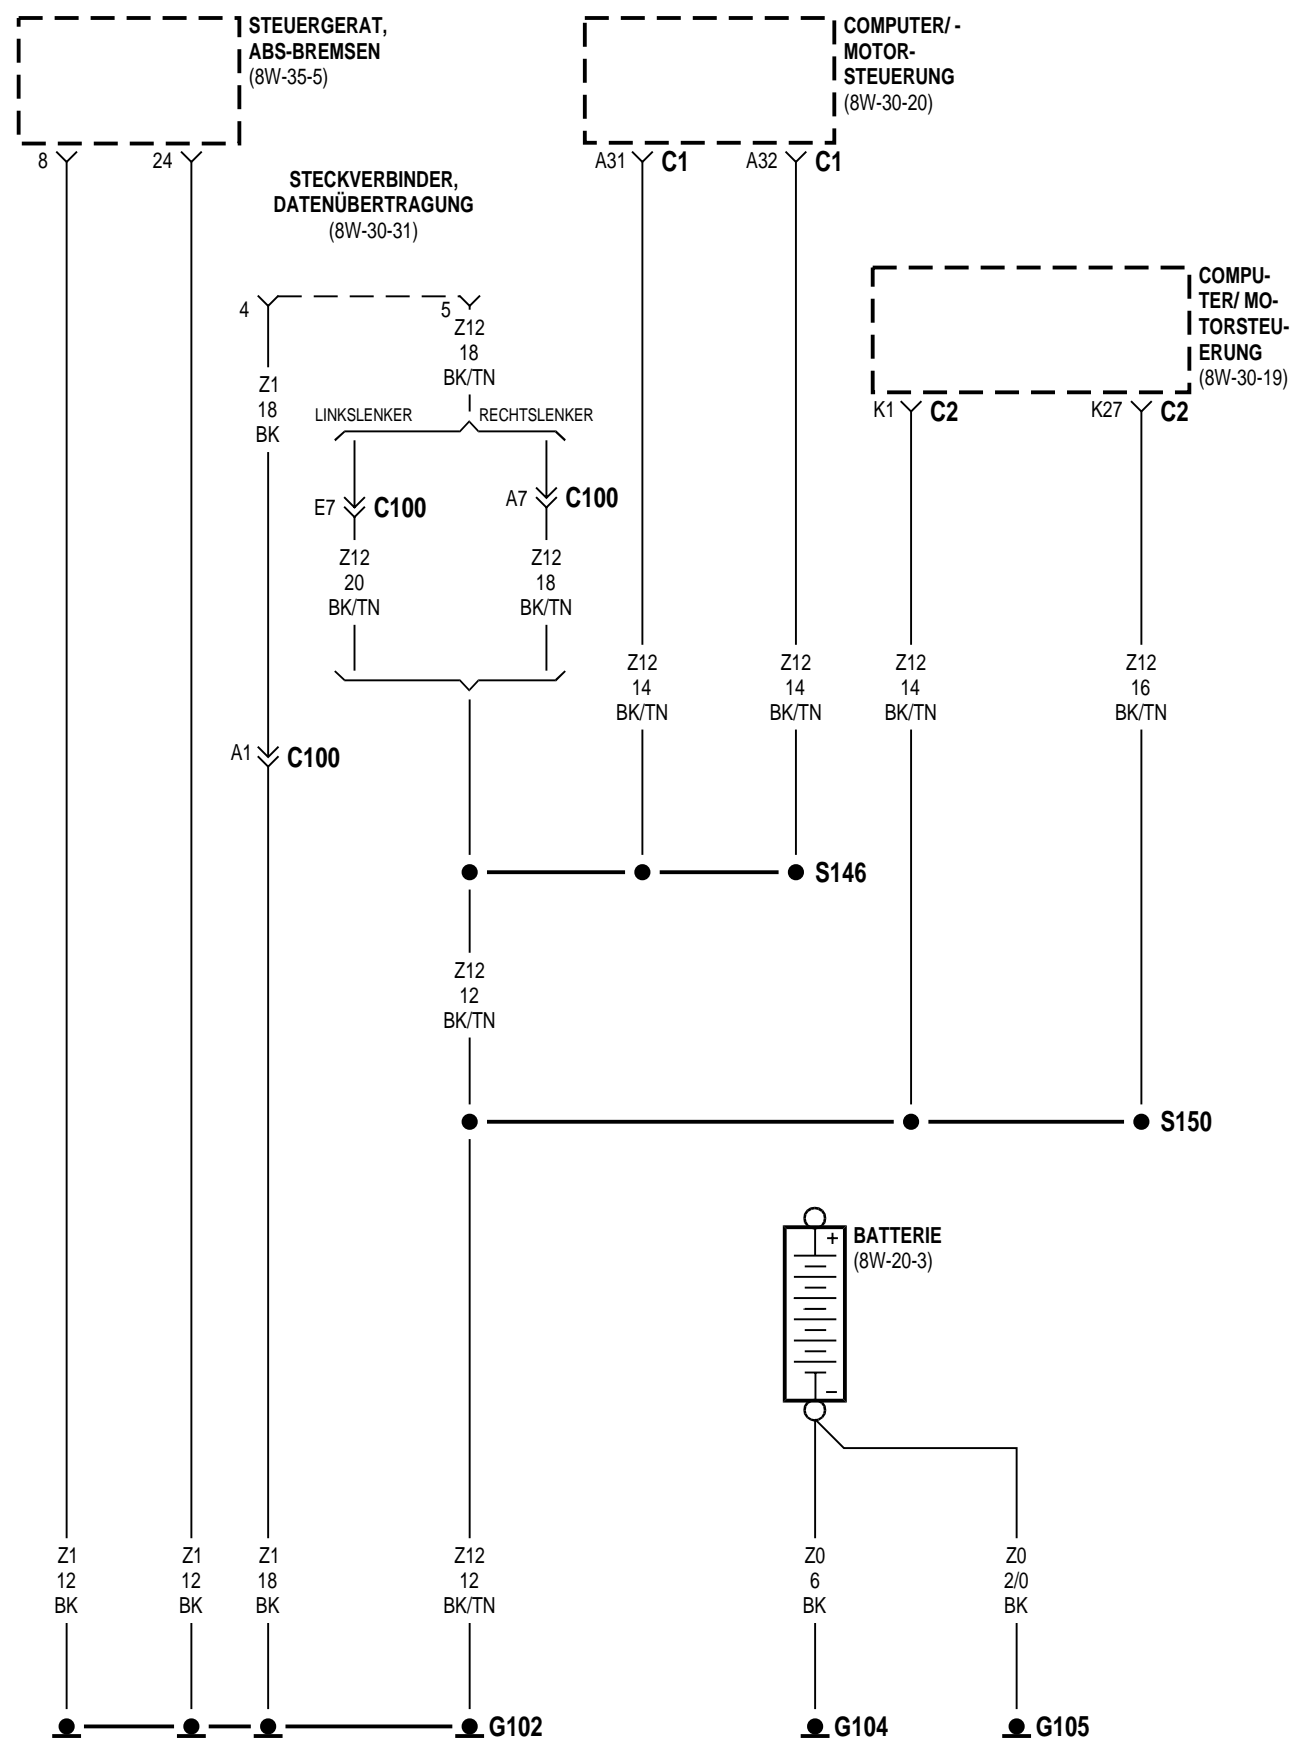 STEUERGERAT,
ABS-BREMSEN
(8W-35-5)
8
24
COMPUTER/ -
MOTOR-
STEUERUNG
(8W-30-20)
A31
C1
A32
C1
STECKVERBINDER,
DATENÜBERTRAGUNG
(8W-30-31)
4
5
COMPU-
TER/ MO-
TORSTEU-
ERUNG
(8W-30-19)
K1
C2
K27
C2
Z12
18
BK/TN
Z1
18
BK
LINKSLENKER
RECHTSLENKER
E7
C100
A7
C100
Z12
20
BK/TN
Z12
18
BK/TN
Z12
14
BK/TN
Z12
14
BK/TN
Z12
14
BK/TN
Z12
16
BK/TN
A1
C100
S146
Z12
12
BK/TN
S150
+
BATTERIE
(8W-20-3)
–
Z1
12
BK
Z1
12
BK
Z1
18
BK
Z12
12
BK/TN
Z0
6
BK
Z0
2/0
BK
G102
G104
G105